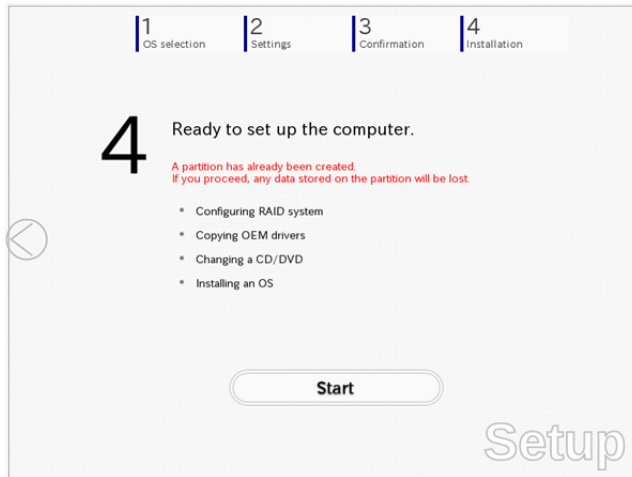 1
OS selection
2
Settings
3
Confirmation
4
Installation
4
Ready to set up the computer.
A partition has already been created.
If you proceed, any data stored on the partition will be lost.
* Configuring RAID system
* Copying OEM drivers
* Changing a CD/DVD
* Installing an OS
Start
Setup